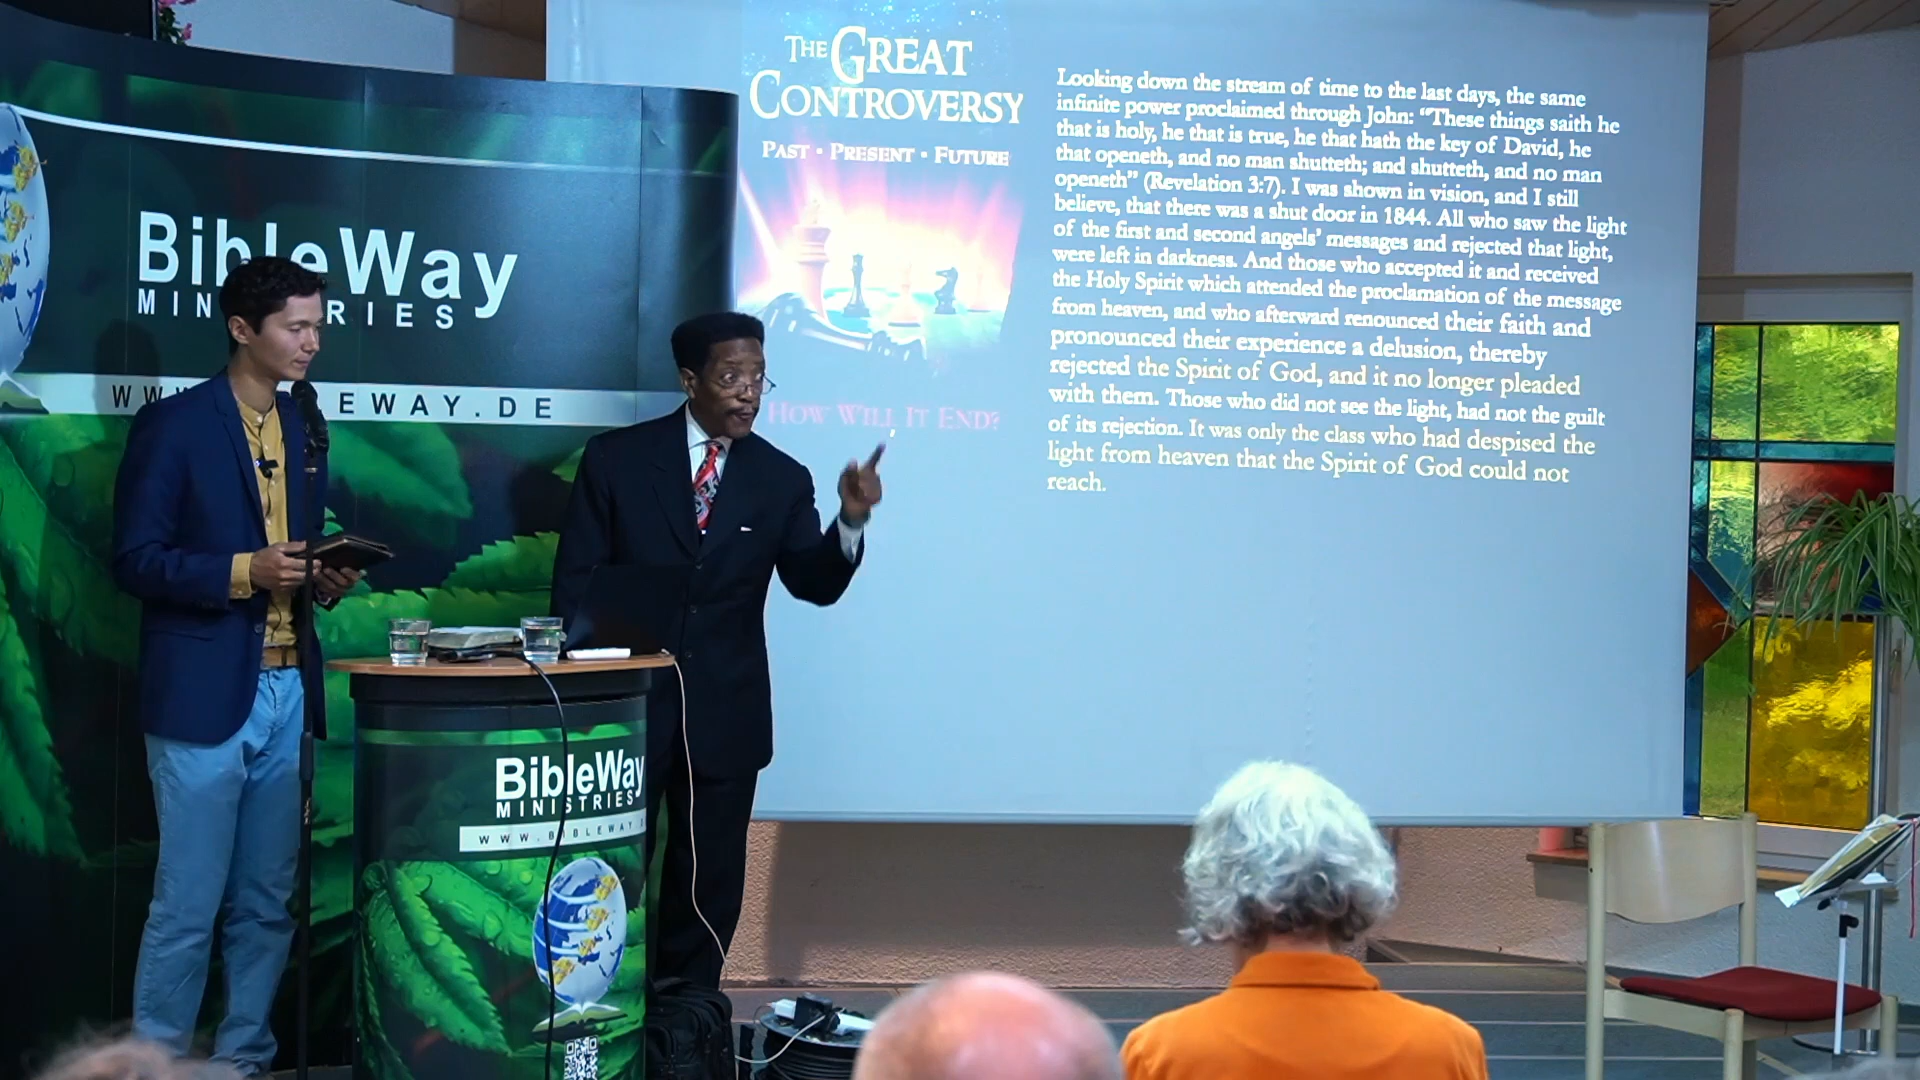 THE GREAT
CONTROVERSY
PAST • PRESENT • FUTURE
HOW WILL IT END?
Looking down the stream of time to the last days, the same
infinite power proclaimed through John: “These things saith he
that is holy, he that is true, he that hath the key of David, he
that openeth, and no man shutteth; and shutteth, and no man
openeth” (Revelation 3:7). I was shown in vision, and I still
believe, that there was a shut door in 1844. All who saw the light
of the first and second angels’ messages and rejected that light,
were left in darkness. And those who accepted it and received
the Holy Spirit which attended the proclamation of the message
from heaven, and who afterward renounced their faith and
pronounced their experience a delusion, thereby
rejected the Spirit of God, and it no longer pleaded
with them. Those who did not see the light, had not the guilt
of its rejection. It was only the class who had despised the
light from heaven that the Spirit of God could not
reach.
BibleWay
MINISTRIES
EWAY.DE
BibleWay
MINISTRIES
WWW.BIBLEWAY